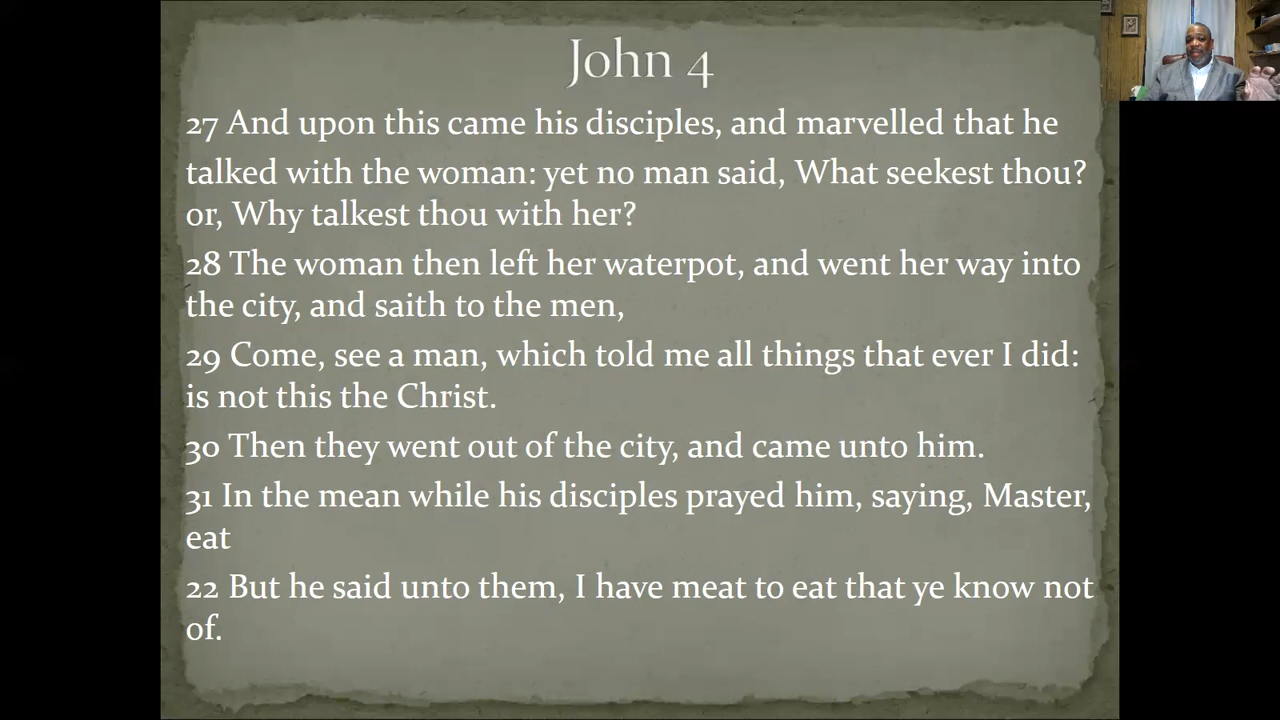 John 4
27 And upon this came his disciples, and marvelled that he
talked with the woman: yet no man said, What seekest thou?
or, Why talkest thou with her?
28 The woman then left her waterpot, and went her way into
the city, and saith to the men,
29 Come, see a man, which told me all things that ever I did:
is not this the Christ.
30 Then they went out of the city, and came unto him.
31 In the mean while his disciples prayed him, saying, Master,
eat
22 But he said unto them, I have meat to eat that ye know not
of.